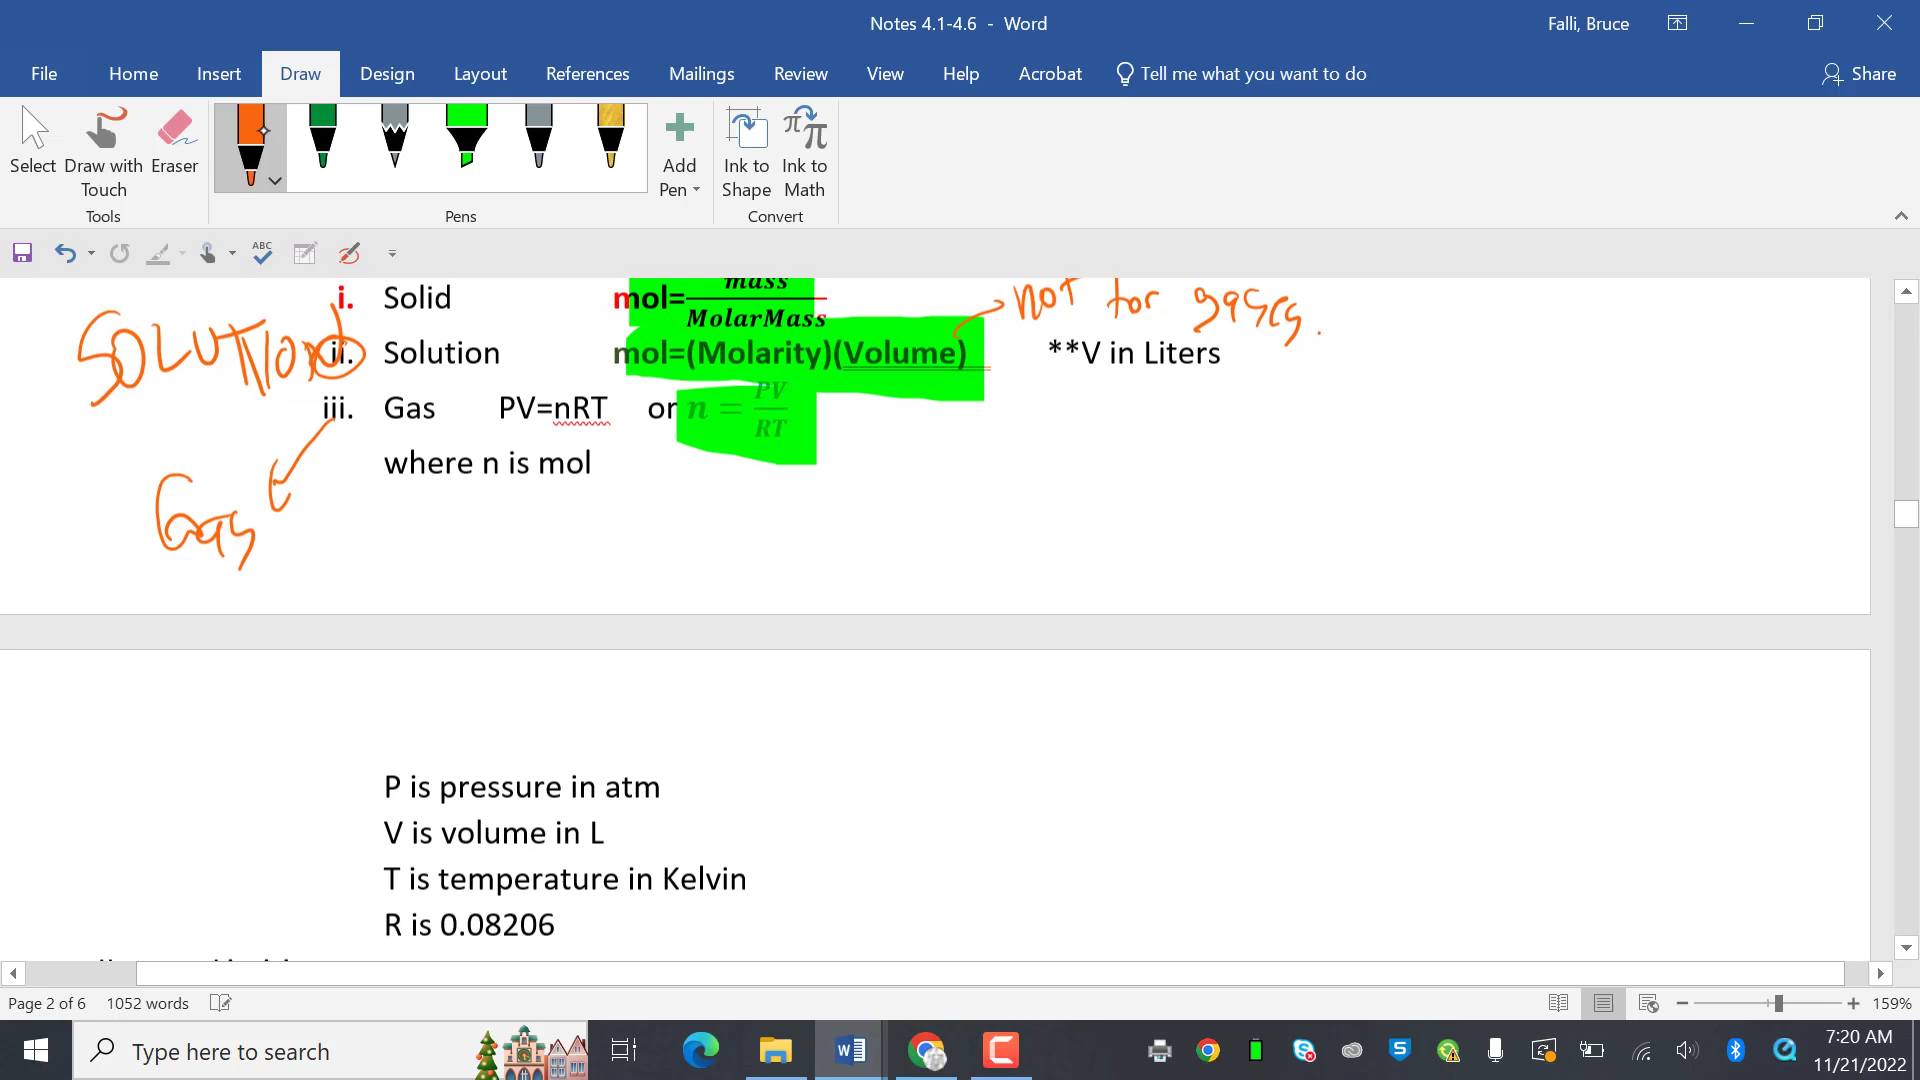 Notes 4.1-4.6 - Word
Falli, Bruce
File Home Insert Draw Design Layout References Mailings Review View Help Acrobat Tell me what you want to do Share
Select Draw with Touch Eraser Add Pen Ink to Shape Ink to Math
Tools Pens Convert
ABC
i. Solid mol=mass/MolarMass not for gases.
SOLUTION ii. Solution mol=(Molarity)(Volume) **V in Liters
iii. Gas PV=nRT or n = PV/RT
where n is mol
Gas
P is pressure in atm
V is volume in L
T is temperature in Kelvin
R is 0.08206
Page 2 of 6 1052 words 159%
Type here to search
7:20 AM
11/21/2022